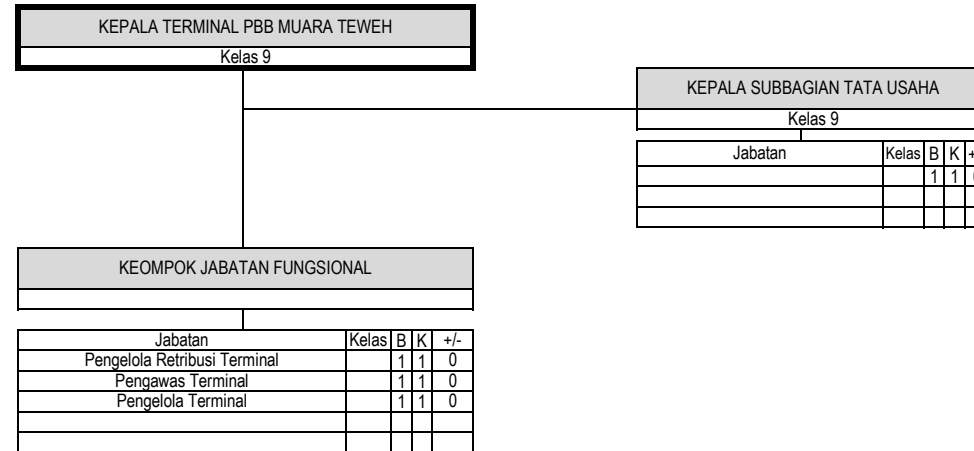 KEPALA TERMINAL PBB MUARA TEWEH
Kelas 9
KEPALA SUBBAGIAN TATA USAHA
Kelas 9
Jabatan Kelas B K +
1 1
KEOMPOK JABATAN FUNGSIONAL
Jabatan Kelas B K +/-
Pengelola Retribusi Terminal 1 1 0
Pengawas Terminal 1 1 0
Pengelola Terminal 1 1 0